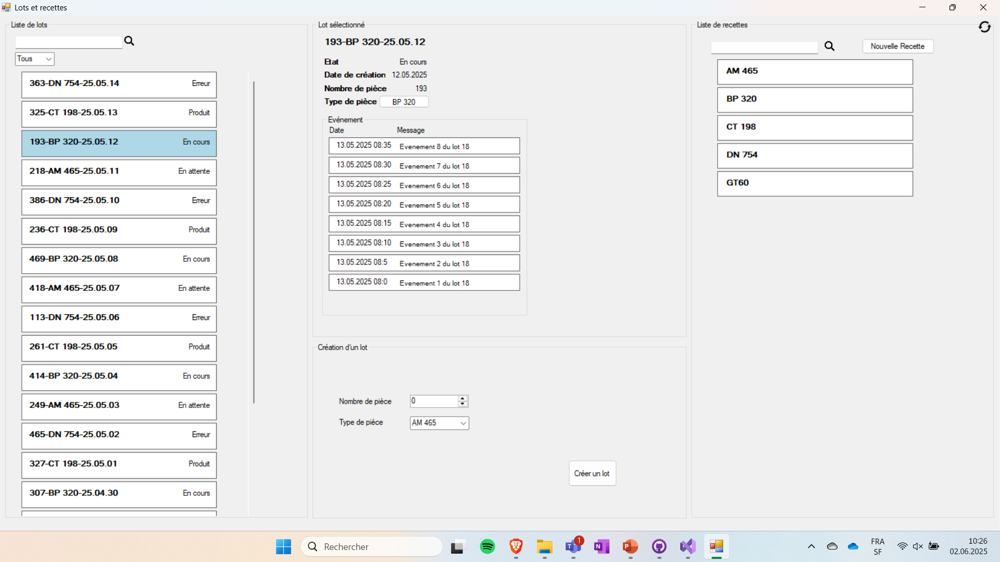 Lots et recettes
Liste de lots
Tous
363-DN 754-25.05.14 Erreur
325-CT 198-25.05.13 Produit
193-BP 320-25.05.12 En cours
218-AM 465-25.05.11 En attente
386-DN 754-25.05.10 Erreur
236-CT 198-25.05.09 Produit
469-BP 320-25.05.08 En cours
418-AM 465-25.05.07 En attente
113-DN 754-25.05.06 Erreur
261-CT 198-25.05.05 Produit
414-BP 320-25.05.04 En cours
249-AM 465-25.05.03 En attente
465-DN 754-25.05.02 Erreur
327-CT 198-25.05.01 Produit
307-BP 320-25.04.30 En cours
Lot sélectionné
193-BP 320-25.05.12
Etat En cours
Date de création 12.05.2025
Nombre de pièce 193
Type de pièce BP 320
Evénement
Date Message
13.05.2025 08:35 Evenement 8 du lot 18
13.05.2025 08:30 Evenement 7 du lot 18
13.05.2025 08:25 Evenement 6 du lot 18
13.05.2025 08:20 Evenement 5 du lot 18
13.05.2025 08:15 Evenement 4 du lot 18
13.05.2025 08:10 Evenement 3 du lot 18
13.05.2025 08:5 Evenement 2 du lot 18
13.05.2025 08:0 Evenement 1 du lot 18
Création d'un lot
Nombre de pièce 0
Type de pièce AM 465
Créer un lot
Liste de recettes
Nouvelle Recette
AM 465
BP 320
CT 198
DN 754
GT60
Rechercher
1
FRA
SF
10:26
02.06.2025